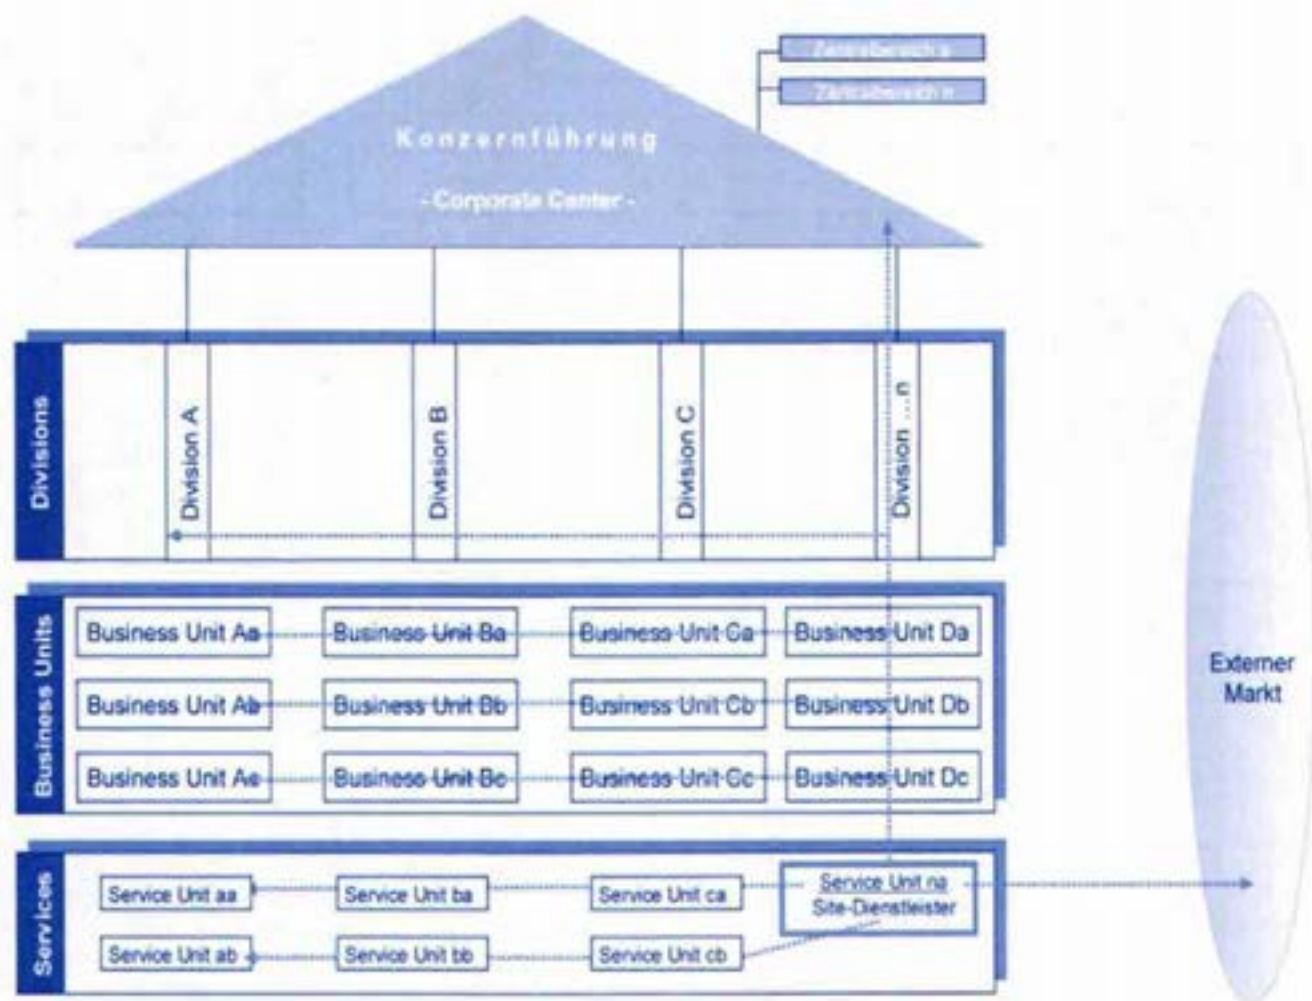 Zentralbereich a
Zentralbereich n
Konzernführung
- Corporate Center -
Divisions
Division A
Division B
Division C
Division ...n
Business Units
Business Unit Aa
Business Unit Ba
Business Unit Ca
Business Unit Da
Business Unit Ab
Business Unit Bb
Business Unit Cb
Business Unit Db
Business Unit Ac
Business Unit Bc
Business Unit Cc
Business Unit Dc
Externer
Markt
Services
Service Unit aa
Service Unit ba
Service Unit ca
Service Unit na
Site-Dienstleister
Service Unit ab
Service Unit bb
Service Unit cb